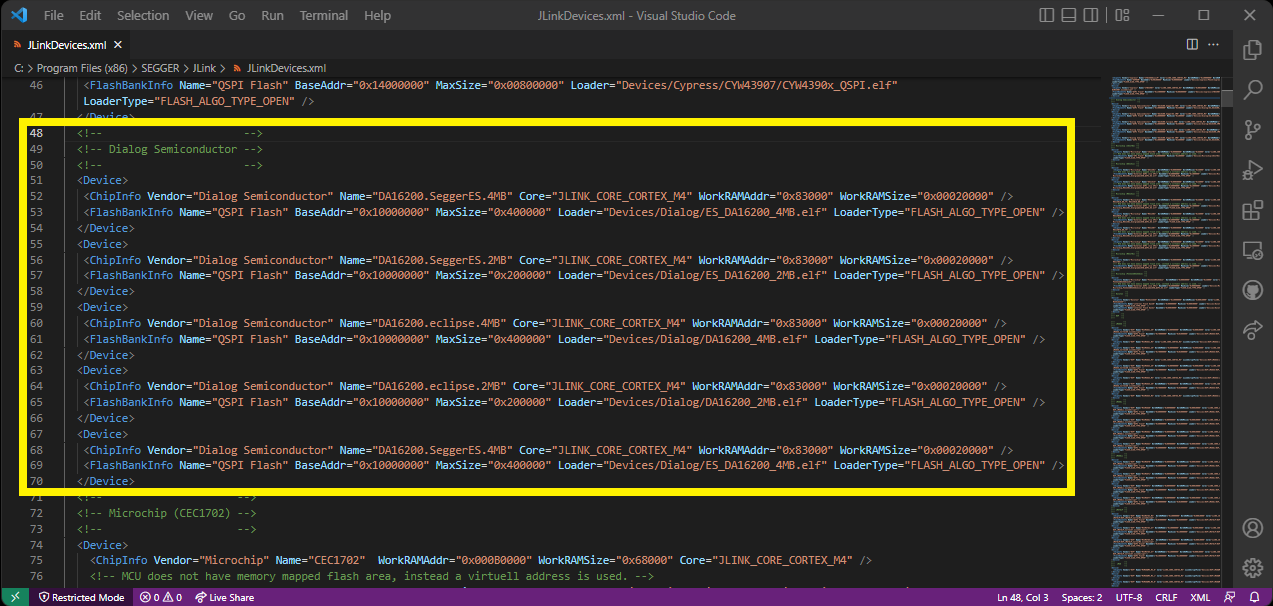 File Edit Selection View Go Run Terminal Help JLinkDevices.xml - Visual Studio Code
JLinkDevices.xml
C: > Program Files (x86) > SEGGER > JLink > JLinkDevices.xml
46 <FlashBankInfo Name="QSPI Flash" BaseAddr="0x14000000" MaxSize="0x00800000" Loader="Devices/Cypress/CYW43907/CYW4390x_QSPI.elf"
LoaderType="FLASH_ALGO_TYPE_OPEN" />
47 </Device>
48 <!-- -->
49 <!-- Dialog Semiconductor -->
50 <!-- -->
51 <Device>
52 <ChipInfo Vendor="Dialog Semiconductor" Name="DA16200.SeggerES.4MB" Core="JLINK_CORE_CORTEX_M4" WorkRAMAddr="0x83000" WorkRAMSize="0x00020000" />
53 <FlashBankInfo Name="QSPI Flash" BaseAddr="0x10000000" MaxSize="0x400000" Loader="Devices/Dialog/ES_DA16200_4MB.elf" LoaderType="FLASH_ALGO_TYPE_OPEN" />
54 </Device>
55 <Device>
56 <ChipInfo Vendor="Dialog Semiconductor" Name="DA16200.SeggerES.2MB" Core="JLINK_CORE_CORTEX_M4" WorkRAMAddr="0x83000" WorkRAMSize="0x00020000" />
57 <FlashBankInfo Name="QSPI Flash" BaseAddr="0x10000000" MaxSize="0x200000" Loader="Devices/Dialog/ES_DA16200_2MB.elf" LoaderType="FLASH_ALGO_TYPE_OPEN" />
58 </Device>
59 <Device>
60 <ChipInfo Vendor="Dialog Semiconductor" Name="DA16200.eclipse.4MB" Core="JLINK_CORE_CORTEX_M4" WorkRAMAddr="0x83000" WorkRAMSize="0x00020000" />
61 <FlashBankInfo Name="QSPI Flash" BaseAddr="0x10000000" MaxSize="0x400000" Loader="Devices/Dialog/DA16200_4MB.elf" LoaderType="FLASH_ALGO_TYPE_OPEN" />
62 </Device>
63 <Device>
64 <ChipInfo Vendor="Dialog Semiconductor" Name="DA16200.eclipse.2MB" Core="JLINK_CORE_CORTEX_M4" WorkRAMAddr="0x83000" WorkRAMSize="0x00020000" />
65 <FlashBankInfo Name="QSPI Flash" BaseAddr="0x10000000" MaxSize="0x200000" Loader="Devices/Dialog/DA16200_2MB.elf" LoaderType="FLASH_ALGO_TYPE_OPEN" />
66 </Device>
67 <Device>
68 <ChipInfo Vendor="Dialog Semiconductor" Name="DA16200.SeggerES.4MB" Core="JLINK_CORE_CORTEX_M4" WorkRAMAddr="0x83000" WorkRAMSize="0x00020000" />
69 <FlashBankInfo Name="QSPI Flash" BaseAddr="0x10000000" MaxSize="0x400000" Loader="Devices/Dialog/ES_DA16200_4MB.elf" LoaderType="FLASH_ALGO_TYPE_OPEN" />
70 </Device>
71 <!-- -->
72 <!-- Microchip (CEC1702) -->
73 <!-- -->
74 <Device>
75 <ChipInfo Vendor="Microchip" Name="CEC1702" WorkRAMAddr="0x000B0000" WorkRAMSize="0x68000" Core="JLINK_CORE_CORTEX_M4" />
76 <!-- MCU does not have memory mapped flash area, instead a virtuell address is used. -->
Restricted Mode 0 0 Live Share Ln 48, Col 3 Spaces: 2 UTF-8 CRLF XML